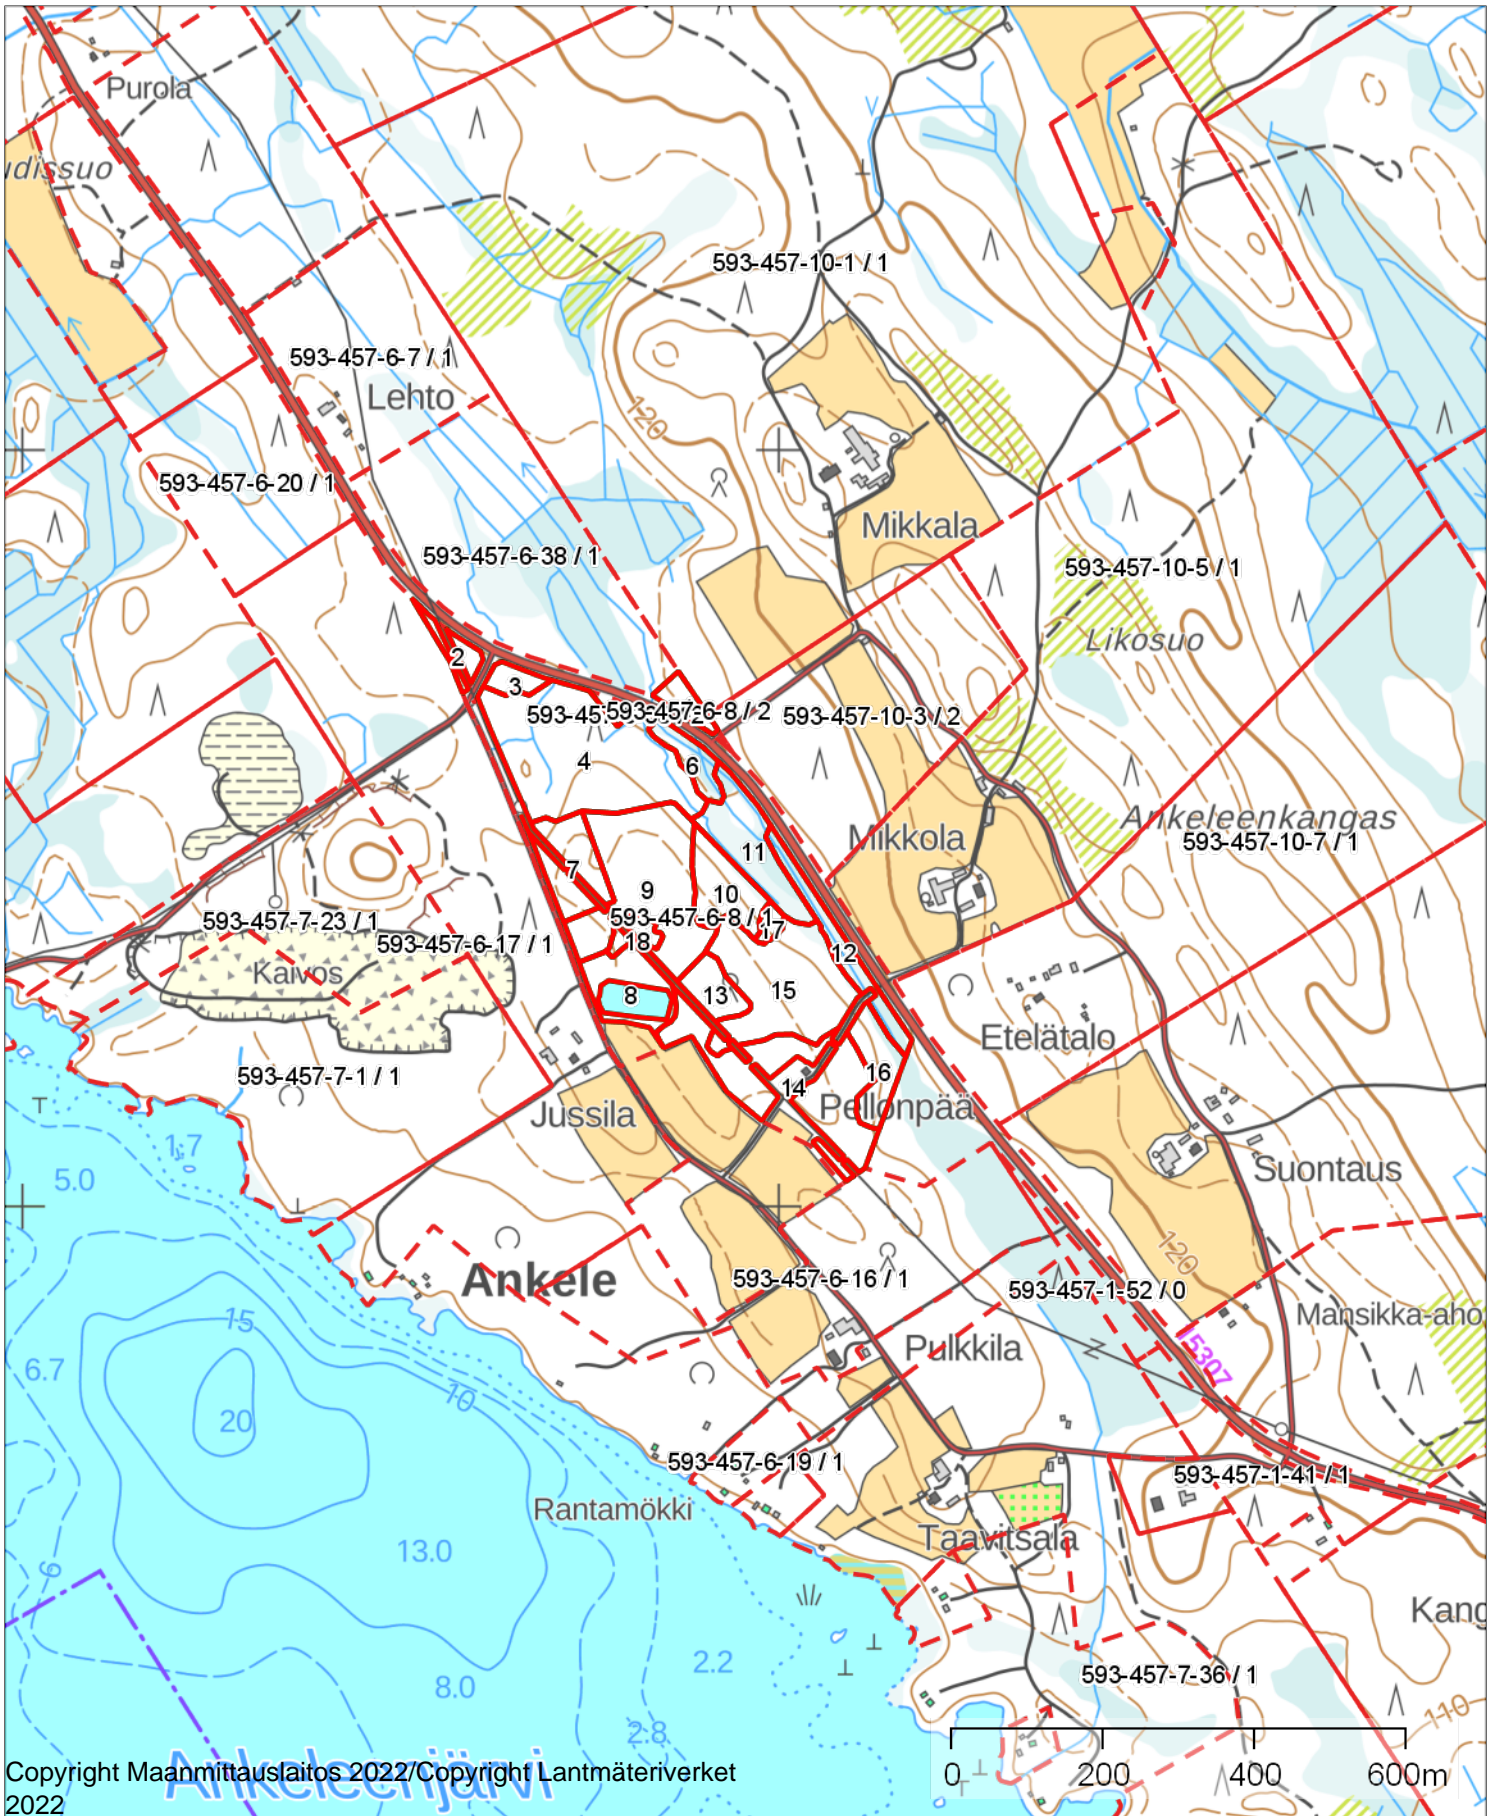 Purola
udissuo
593-457-10-1 / 1
593-457-6-7 / 1
Lehto
120
593-457-6-20 / 1
Mikkala
593-457-6-38 / 1
593-457-10-5 / 1
Likosuo
2
3
593-457-6-8 / 2
593-457-10-3 / 2
4
6
Ankeleenkangas
Mikkola
593-457-10-7 / 1
11
7
9
10
593-457-6-8 / 1
593-457-7-23 / 1
17
593-457-6-17 / 1
18
12
Kaivos
8
13
15
Etelätalo
593-457-7-1 / 1
16
14
Jussila
Pellonpää
1.7
5.0
Suontaus
120
Ankele
593-457-6-16 / 1
593-457-1-52 / 0
Mansikka-aho
15
Pulkkila
15307
6.7
10
20
593-457-6-19 / 1
593-457-1-41 / 1
Rantamökki
Taavitsala
13.0
6
Kang
2.2
593-457-7-36 / 1
8.0
110
2.8
Ankeleenjärvi
0 200 400 600m
Copyright Maanmittauslaitos 2022/Copyright Lantmäteriverket
2022